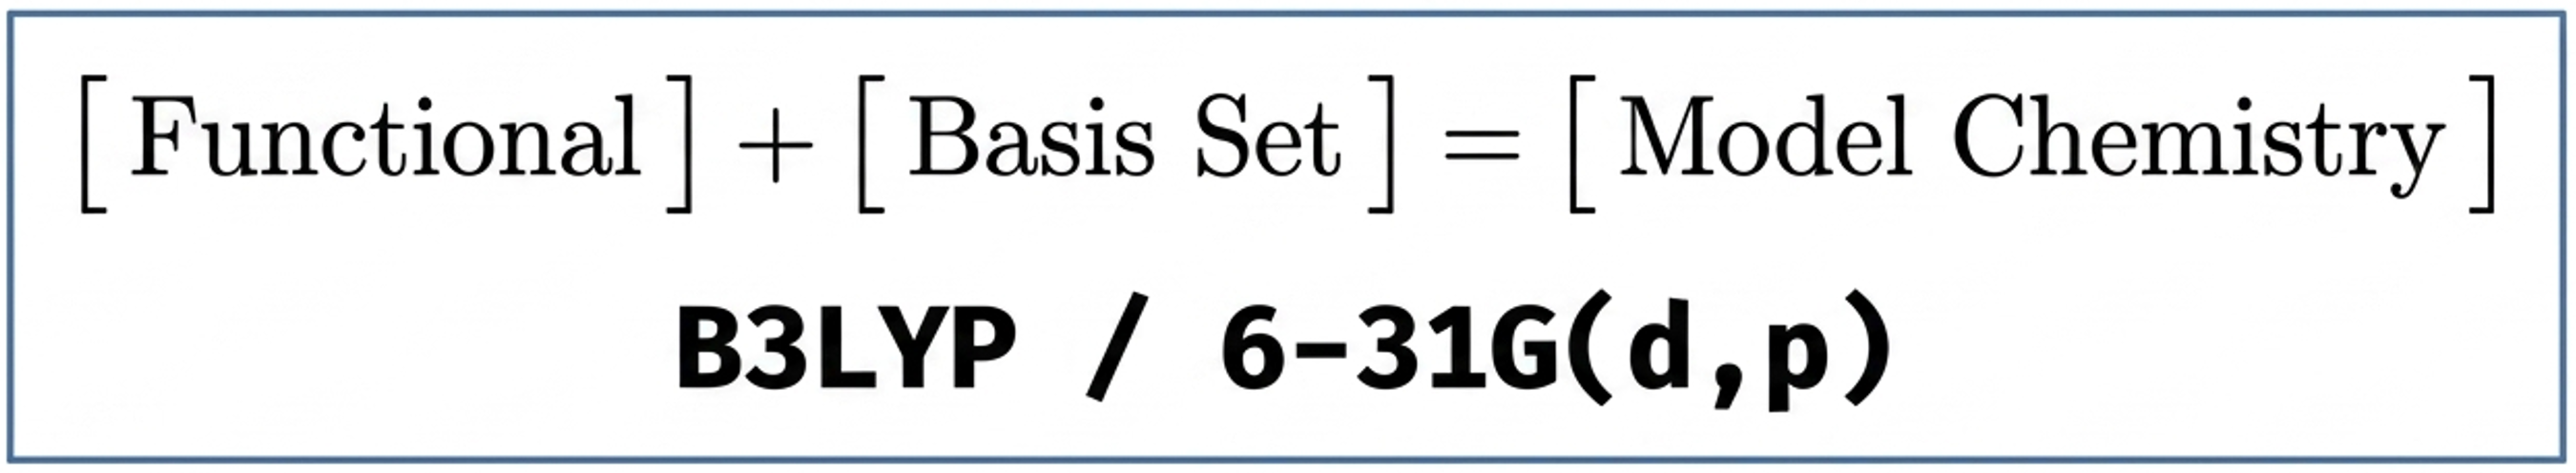 [Functional] + [Basis Set] = [Model Chemistry]
B3LYP / 6-31G(d,p)